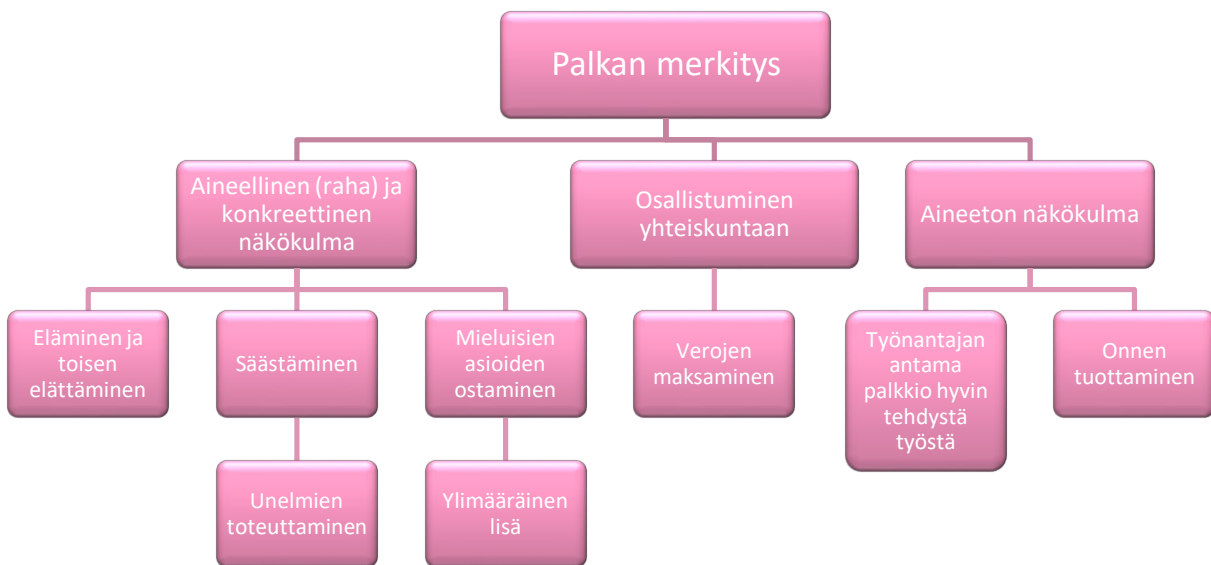 Palkan merkitys
Aineellinen (raha) ja
konkreettinen
näkökulma
Osallistuminen
yhteiskuntaan
Aineeton näkökulma
Eläminen ja
toisen
elättäminen
Säästäminen
Mieluisien
asioiden
ostaminen
Verojen
maksaminen
Työnantajan
antama
palkkio hyvin
tehdystä
työstä
Onnen
tuottaminen
Unelmien
toteuttaminen
Ylimääräinen
lisä